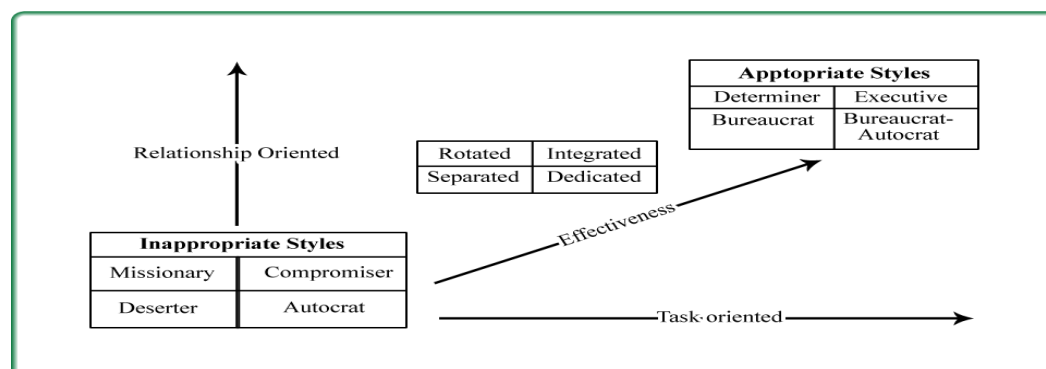 Apptopriate Styles
Determiner Executive
Bureaucrat Bureaucrat-
Autocrat
Relationship Oriented
Rotated Integrated
Separated Dedicated
Effectiveness
Inappropriate Styles
Missionary Compromiser
Deserter Autocrat
Task-oriented